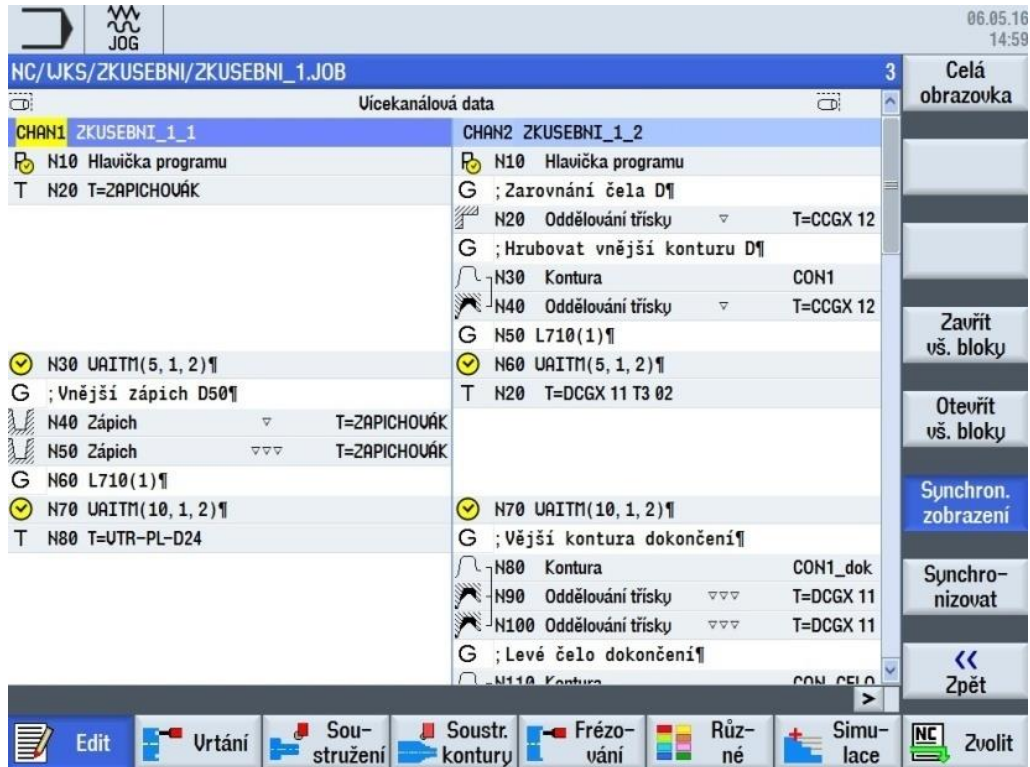 JOG
06.05.16
14:59
NC/WKS/ZKUSEBNI/ZKUSEBNI_1.JOB 3
Vícekanálová data
CHAN1 ZKUSEBNI_1_1
N10 Hlavička programu
T N20 T=ZAPICHOVÁK
N30 WAITM(5,1,2)¶
G ;Vnější zápich D50¶
N40 Zápich ▽ T=ZAPICHOVÁK
N50 Zápich ▽▽▽ T=ZAPICHOVÁK
G N60 L710(1)¶
N70 WAITM(10,1,2)¶
T N80 T=VTR-PL-D24
CHAN2 ZKUSEBNI_1_2
N10 Hlavička programu
G ;Zarovnání čela D¶
N20 Oddělování třísky ▽ T=CCGX 12
G ;Hrubovat vnější konturu D¶
N30 Kontura CON1
N40 Oddělování třísky ▽ T=CCGX 12
G N50 L710(1)¶
N60 WAITM(5,1,2)¶
T N20 T=DCGX 11 T3 02
N70 WAITM(10,1,2)¶
G ;Vější kontura dokončení¶
N80 Kontura CON1_dok
N90 Oddělování třísky ▽▽▽ T=DCGX 11
N100 Oddělování třísky ▽▽▽ T=DCGX 11
G ;Levé čelo dokončení¶
N110 Kontura CON_CELO
>
Celá
obrazovka
Zavřít
vš. bloky
Otevřít
vš. bloky
Synchron.
zobrazení
Synchro-
nizovat
«
Zpět
Edit
Vrtání
Sou-
stružení
Soustr.
kontury
Frézo-
vání
Růz-
né
Simu-
lace
NC
Zvolit